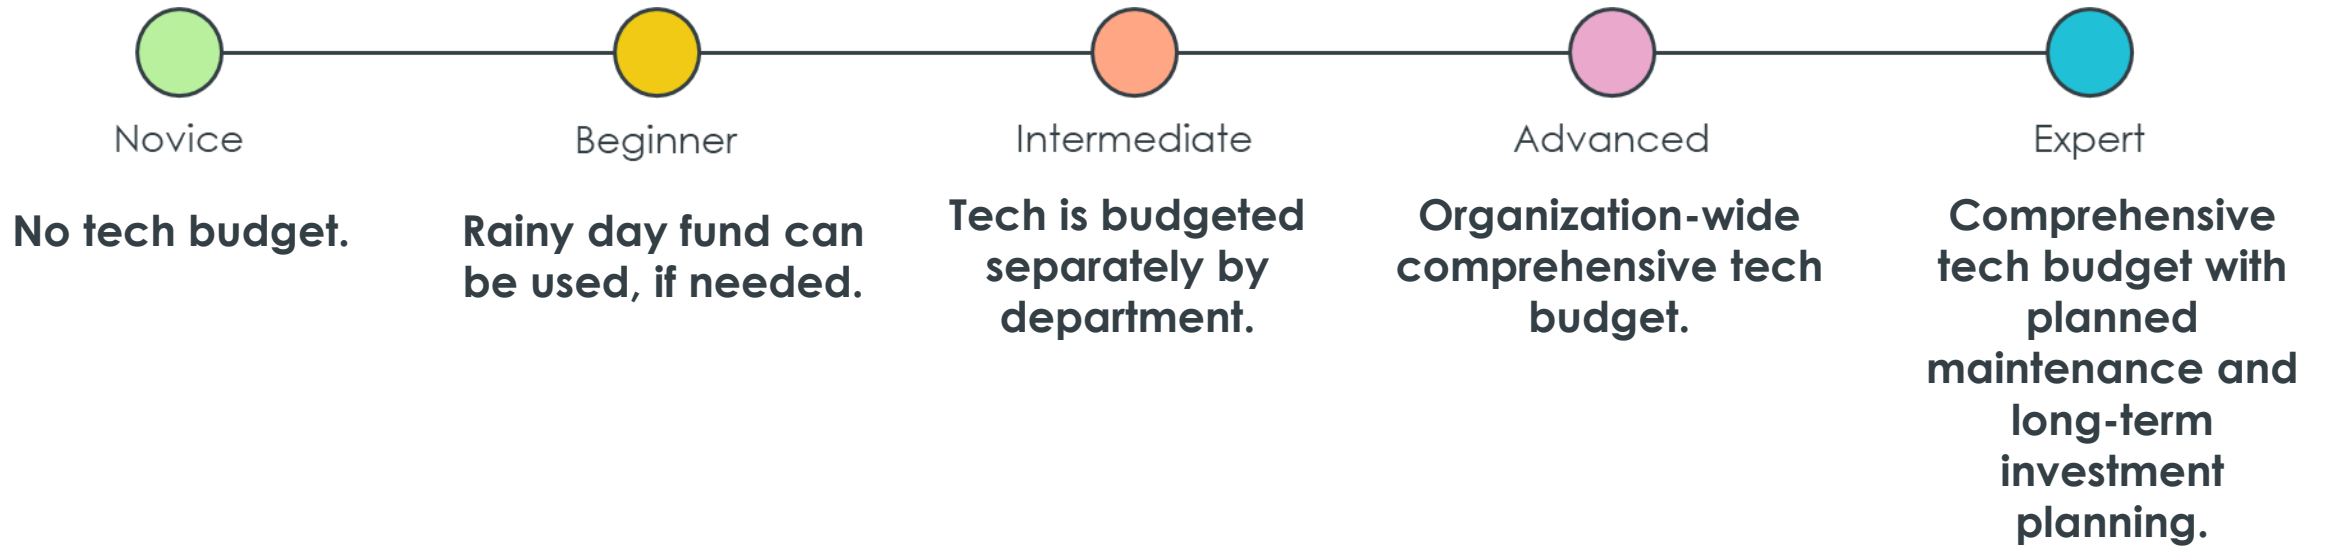 Novice
Beginner
Intermediate
Advanced
Expert
No tech budget.
Rainy day fund can
be used, if needed.
Tech is budgeted
separately by
department.
Organization-wide
comprehensive tech
budget.
Comprehensive
tech budget with
planned
maintenance and
long-term
investment
planning.